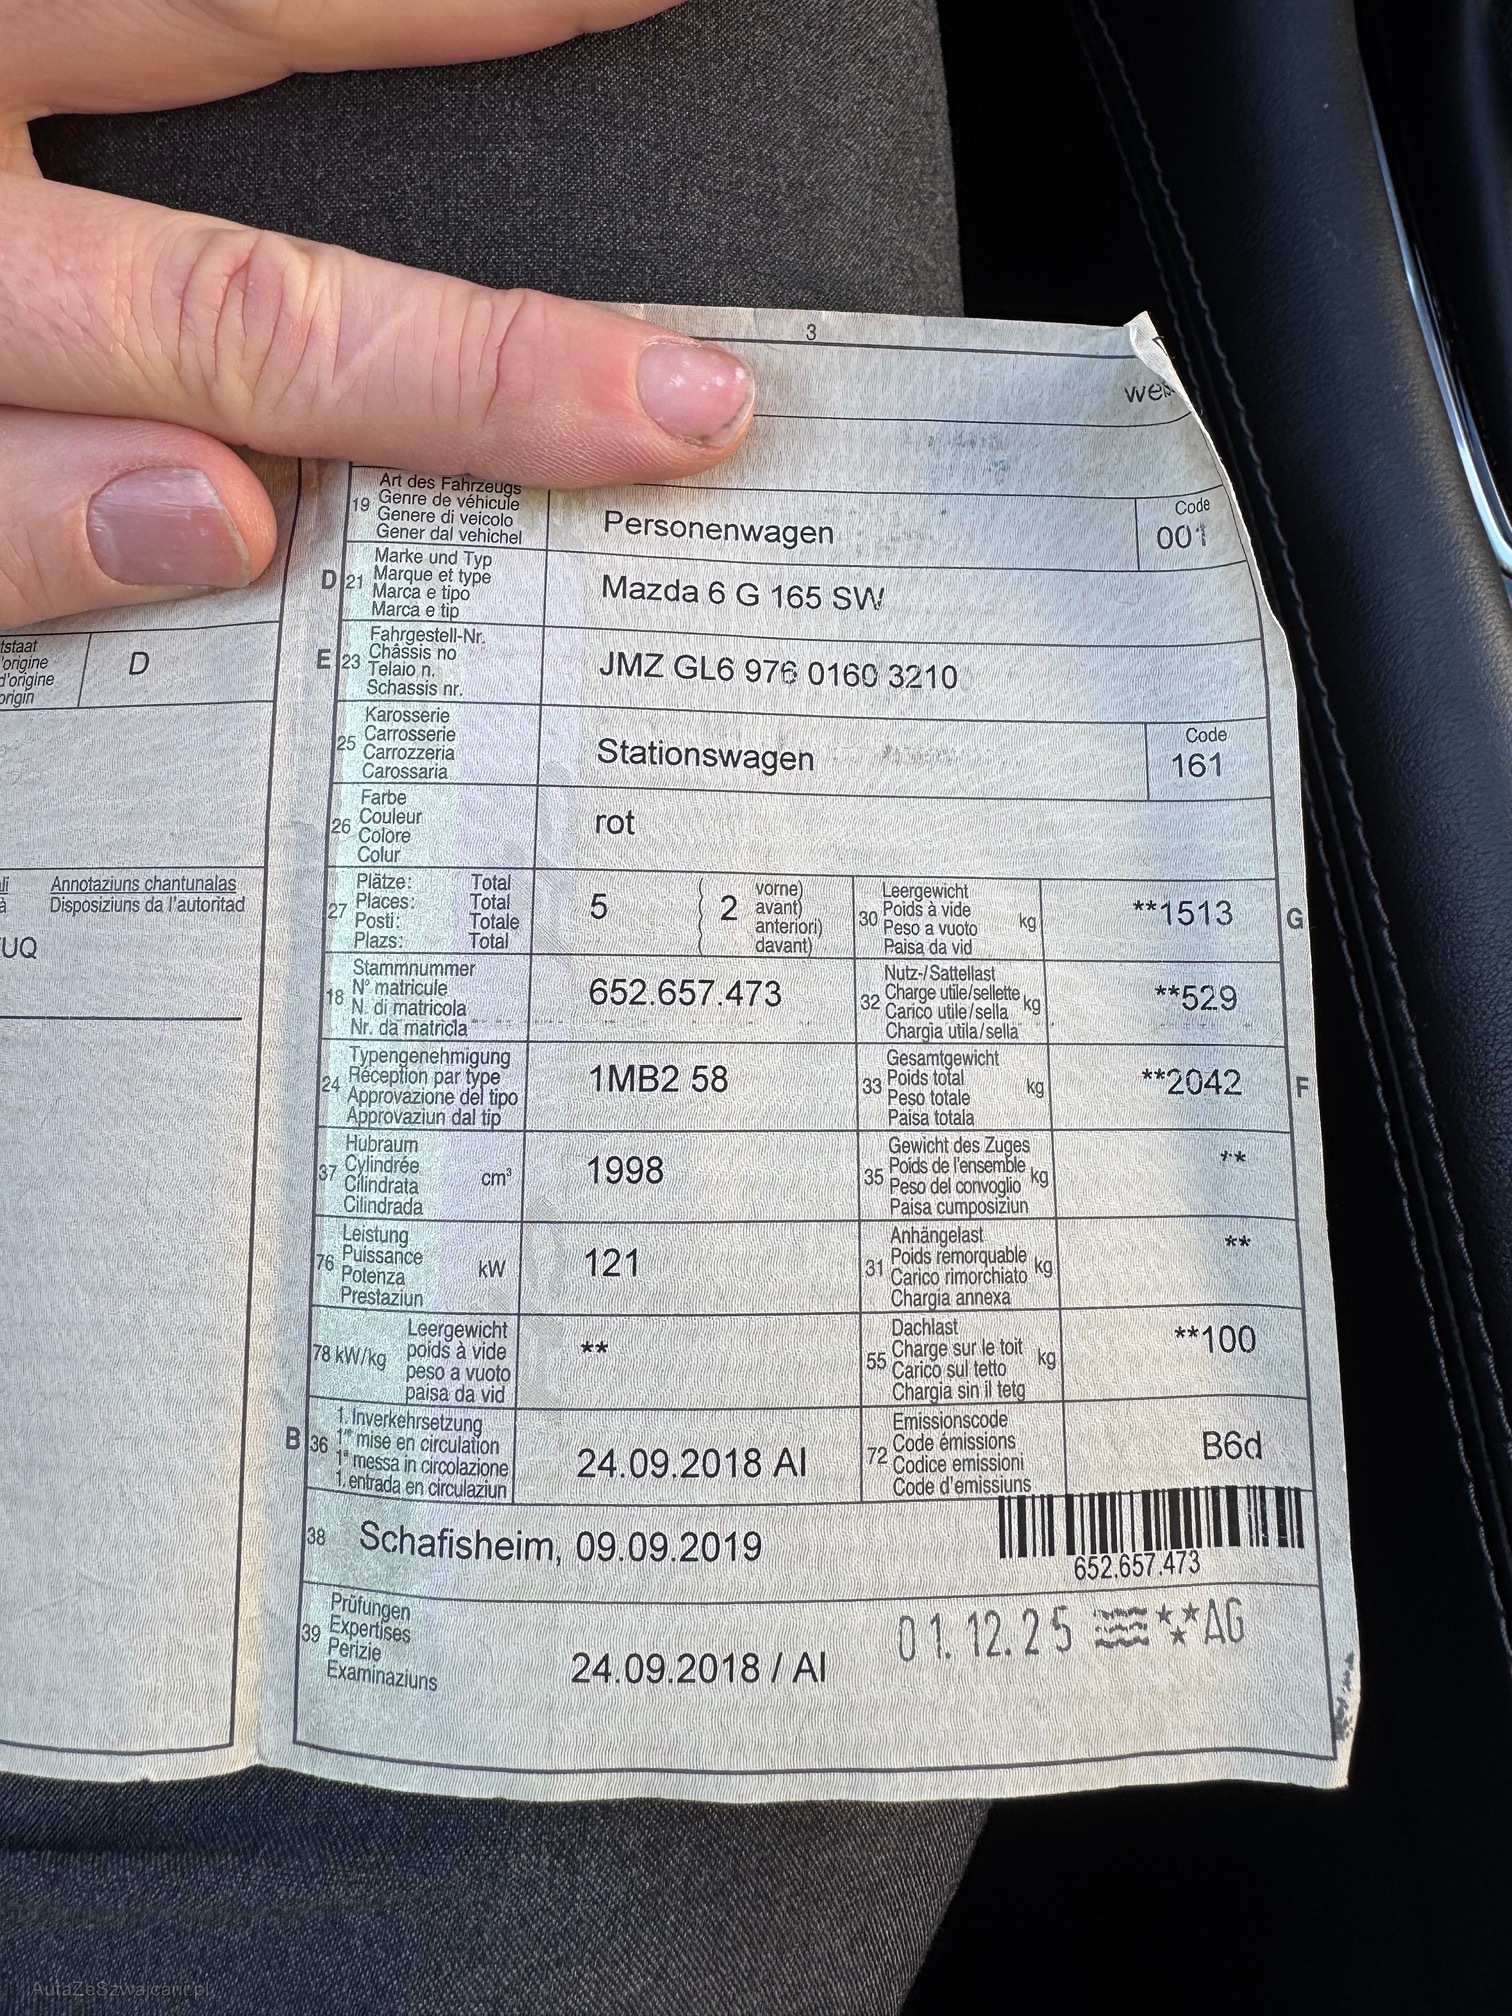 3
Art des Fahrzeugs
19 Genre de véhicule
Genere di veicolo
Gener dal vehichel
Personenwagen
Code
001
D 21 Marke und Typ
Marque et type
Marca e tipo
Marca e tip
Mazda 6 G 165 SW
E 23 Fahrgestell-Nr.
Châssis no
Telaio n.
Schassis nr.
JMZ GL6 976 0160 3210
25 Karosserie
Carrosserie
Carrozzeria
Carossaria
Stationswagen
Code
161
26 Farbe
Couleur
Colore
Colur
rot
27 Plätze: Total
Places: Total
Posti: Totale
Plazs: Total
5 ( 2 vorne)
avant)
anteriori)
davant)
30 Leergewicht
Poids à vide kg
Peso a vuoto
Paisa da vid
**1513
G
18 Stammnummer
N° matricule
N. di matricola
Nr. da matricla
652.657.473
32 Nutz-/Sattellast
Charge utile/sellette kg
Carico utile/sella
Chargia utila/sella
**529
24 Typengenehmigung
Réception par type
Approvazione del tipo
Approvaziun dal tip
1MB2 58
33 Gesamtgewicht
Poids total kg
Peso totale
Paisa totala
**2042
F
37 Hubraum
Cylindrée cm³
Cilindrata
Cilindrada
1998
35 Gewicht des Zuges
Poids de l'ensemble kg
Peso del convoglio
Paisa cumposiziun
**
76 Leistung
Puissance kW
Potenza
Prestaziun
121
31 Anhängelast
Poids remorquable kg
Carico rimorchiato
Chargia annexa
**
78 kW/kg Leergewicht
poids à vide
peso a vuoto
paisa da vid
**
55 Dachlast
Charge sur le toit kg
Carico sul tetto
Chargia sin il tetg
**100
B 36 1. Inverkehrsetzung
1re mise en circulation
1a messa in circolazione
1. entrada en circulaziun
24.09.2018 AI
72 Emissionscode
Code émissions
Codice emissioni
Code d'emissiuns
B6d
38 Schafisheim, 09.09.2019
652.657.473
39 Prüfungen
Expertises
Perizie
Examinaziuns
24.09.2018 / AI
01.12.25 AG
D
Annotaziuns chantunalas
Disposiziuns da l'autoritad
UQ
AutaZeSzwajcarii.pl